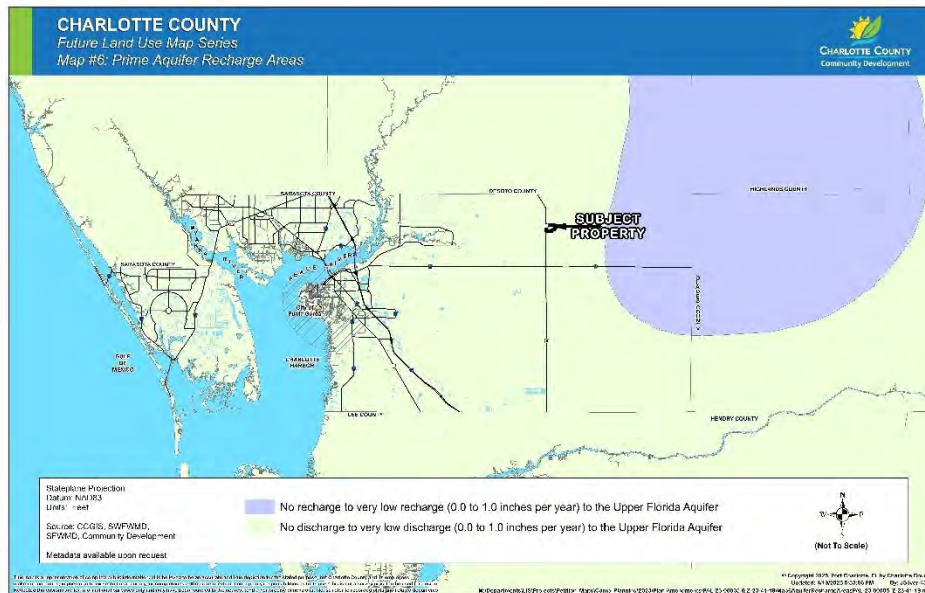 CHARLOTTE COUNTY
Future Land Use Map Series
Map #6: Prime Aquifer Recharge Areas
CHARLOTTE COUNTY
Community Development
SARASOTA COUNTY
DESOTO COUNTY
HIGHLANDS COUNTY
SUBJECT
PROPERTY
SARASOTA COUNTY
PEACE RIVER
City of
Punta Gorda
GLADES COUNTY
GULF
OF
MEXICO
CHARLOTTE
HARBOR
LEE COUNTY
HENDRY COUNTY
Stateplane Projection
Datum: NAD83
Units: Feet
Source: CCGIS, SWFWMD,
SFWMD, Community Development
Metadata available upon request
No recharge to very low recharge (0.0 to 1.0 inches per year) to the Upper Florida Aquifer
No discharge to very low discharge (0.0 to 1.0 inches per year) to the Upper Florida Aquifer
N
W
E
S
(Not To Scale)